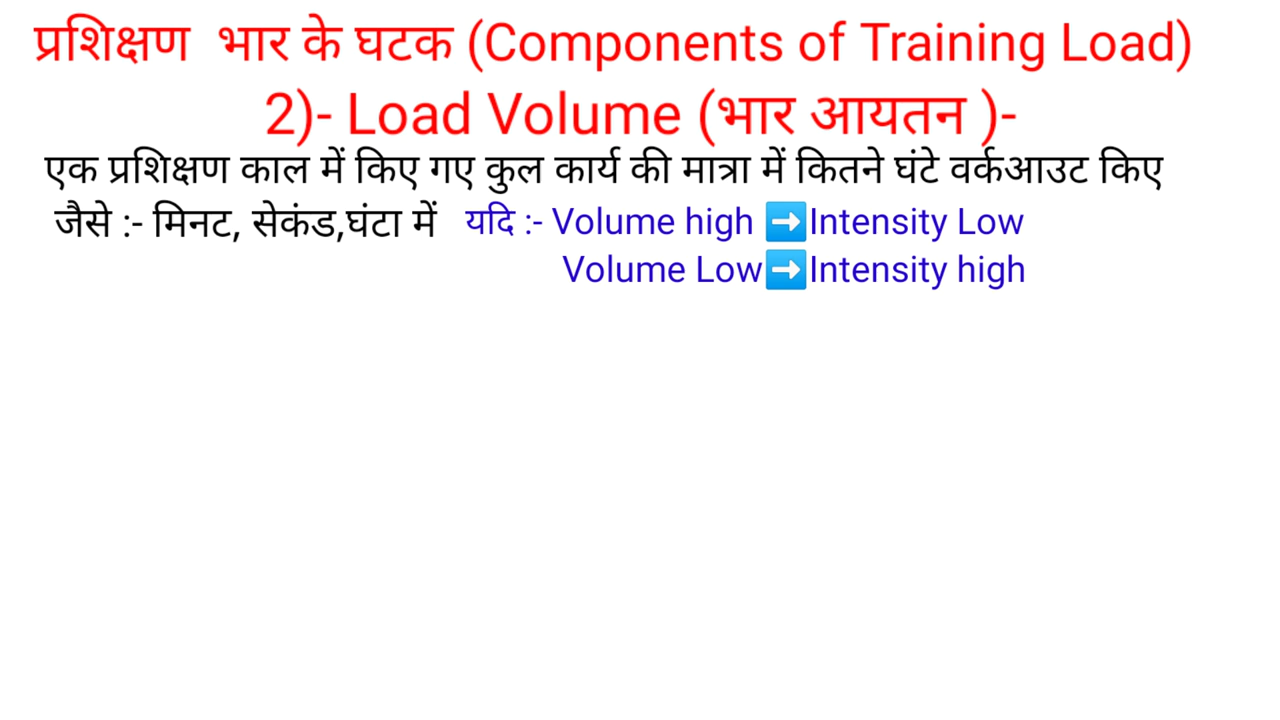 प्रशिक्षण भार के घटक (Components of Training Load)
2)- Load Volume (भार आयतन )-
एक प्रशिक्षण काल में किए गए कुल कार्य की मात्रा में कितने घंटे वर्कआउट किए
जैसे :- मिनट, सेकंड,घंटा में यदि :- Volume high ➡️Intensity Low
Volume Low➡️Intensity high